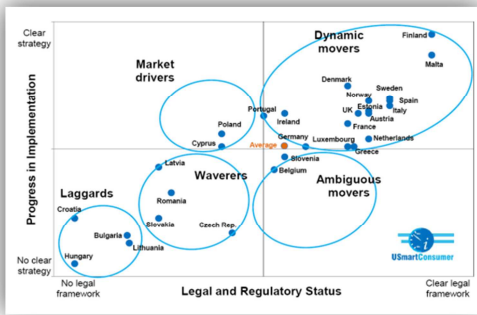 Clear
strategy
Progress in Implementation
No clear
strategy
Market
drivers
Dynamic
movers
Finland
Malta
Denmark
Norway
Sweden
Spain
Portugal
Ireland
UK
Estonia
Italy
Austria
France
Poland
Cyprus
Germany
Average
Luxembourg
Netherlands
Greece
Latvia
Waverers
Slovenia
Belgium
Ambiguous
movers
Laggards
Romania
Croatia
Slovakia
Czech Rep.
Bulgaria
Lithuania
Hungary
USmartConsumer
No legal
framework
Legal and Regulatory Status
Clear legal
framework